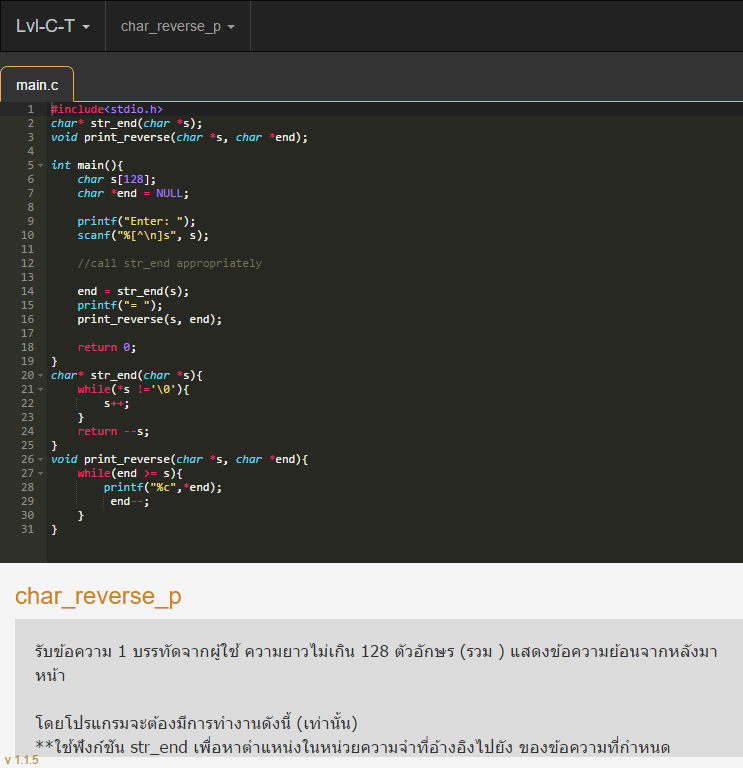 Lvl-C-T char_reverse_p
main.c
1 #include<stdio.h>
2 char* str_end(char *s);
3 void print_reverse(char *s, char *end);
4
5 int main(){
6 char s[128];
7 char *end = NULL;
8
9 printf("Enter: ");
10 scanf("%[^\n]s", s);
11
12 //call str_end appropriately
13
14 end = str_end(s);
15 printf("= ");
16 print_reverse(s, end);
17
18 return 0;
19 }
20 char* str_end(char *s){
21 while(*s !='\0'){
22 s++;
23 }
24 return --s;
25 }
26 void print_reverse(char *s, char *end){
27 while(end >= s){
28 printf("%c",*end);
29 end--;
30 }
31 }
char_reverse_p
รับข้อความ 1 บรรทัดจากผู้ใช้ ความยาวไม่เกิน 128 ตัวอักษร (รวม ) แสดงข้อความย้อนจากหลังมา
หน้า
โดยโปรแกรมจะต้องมีการทำงานดังนี้ (เท่านั้น)
**ใช้ฟังก์ชัน str_end เพื่อหาตำแหน่งในหน่วยความจำที่อ้างอิงไปยัง ของข้อความที่กำหนด
v 1.1.5